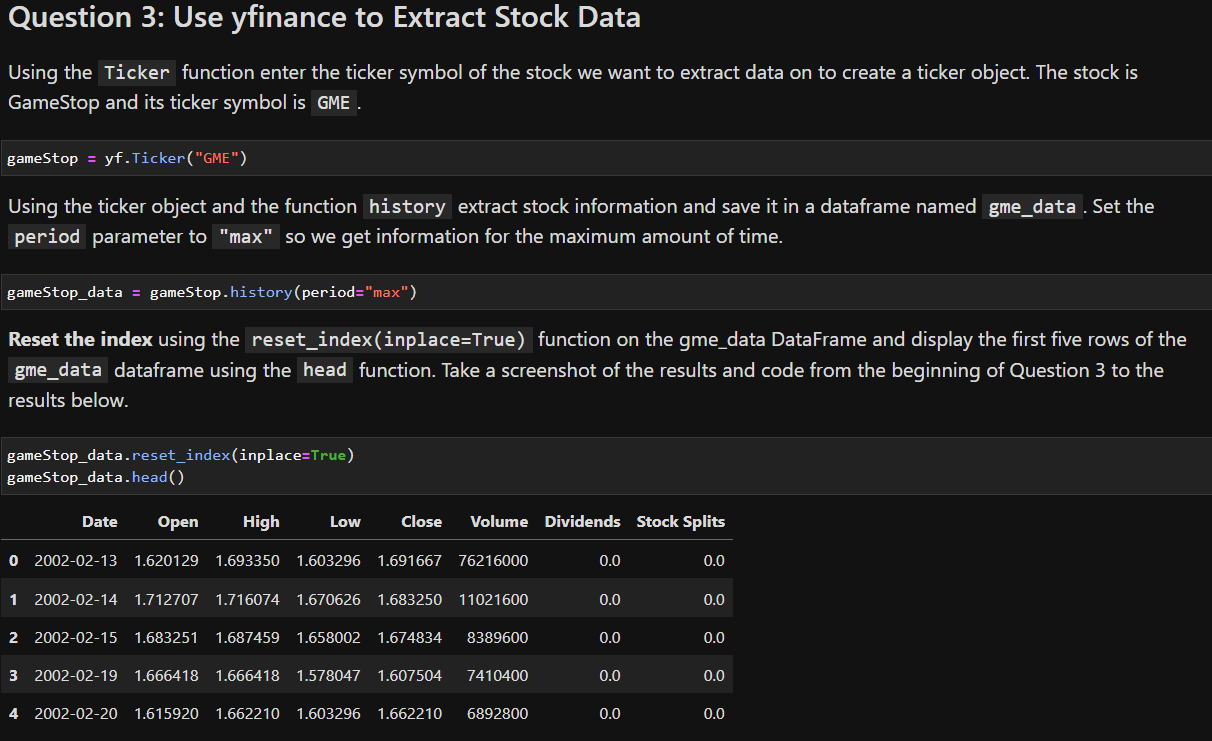 Question 3: Use yfinance to Extract Stock Data
Using the Ticker function enter the ticker symbol of the stock we want to extract data on to create a ticker object. The stock is
GameStop and its ticker symbol is GME .
gameStop = yf.Ticker("GME")
Using the ticker object and the function history extract stock information and save it in a dataframe named gme_data . Set the
period parameter to "max" so we get information for the maximum amount of time.
gameStop_data = gameStop.history(period="max")
Reset the index using the reset_index(inplace=True) function on the gme_data DataFrame and display the first five rows of the
gme_data dataframe using the head function. Take a screenshot of the results and code from the beginning of Question 3 to the
results below.
gameStop_data.reset_index(inplace=True)
gameStop_data.head()
Date Open High Low Close Volume Dividends Stock Splits
0 2002-02-13 1.620129 1.693350 1.603296 1.691667 76216000 0.0 0.0
1 2002-02-14 1.712707 1.716074 1.670626 1.683250 11021600 0.0 0.0
2 2002-02-15 1.683251 1.687459 1.658002 1.674834 8389600 0.0 0.0
3 2002-02-19 1.666418 1.666418 1.578047 1.607504 7410400 0.0 0.0
4 2002-02-20 1.615920 1.662210 1.603296 1.662210 6892800 0.0 0.0